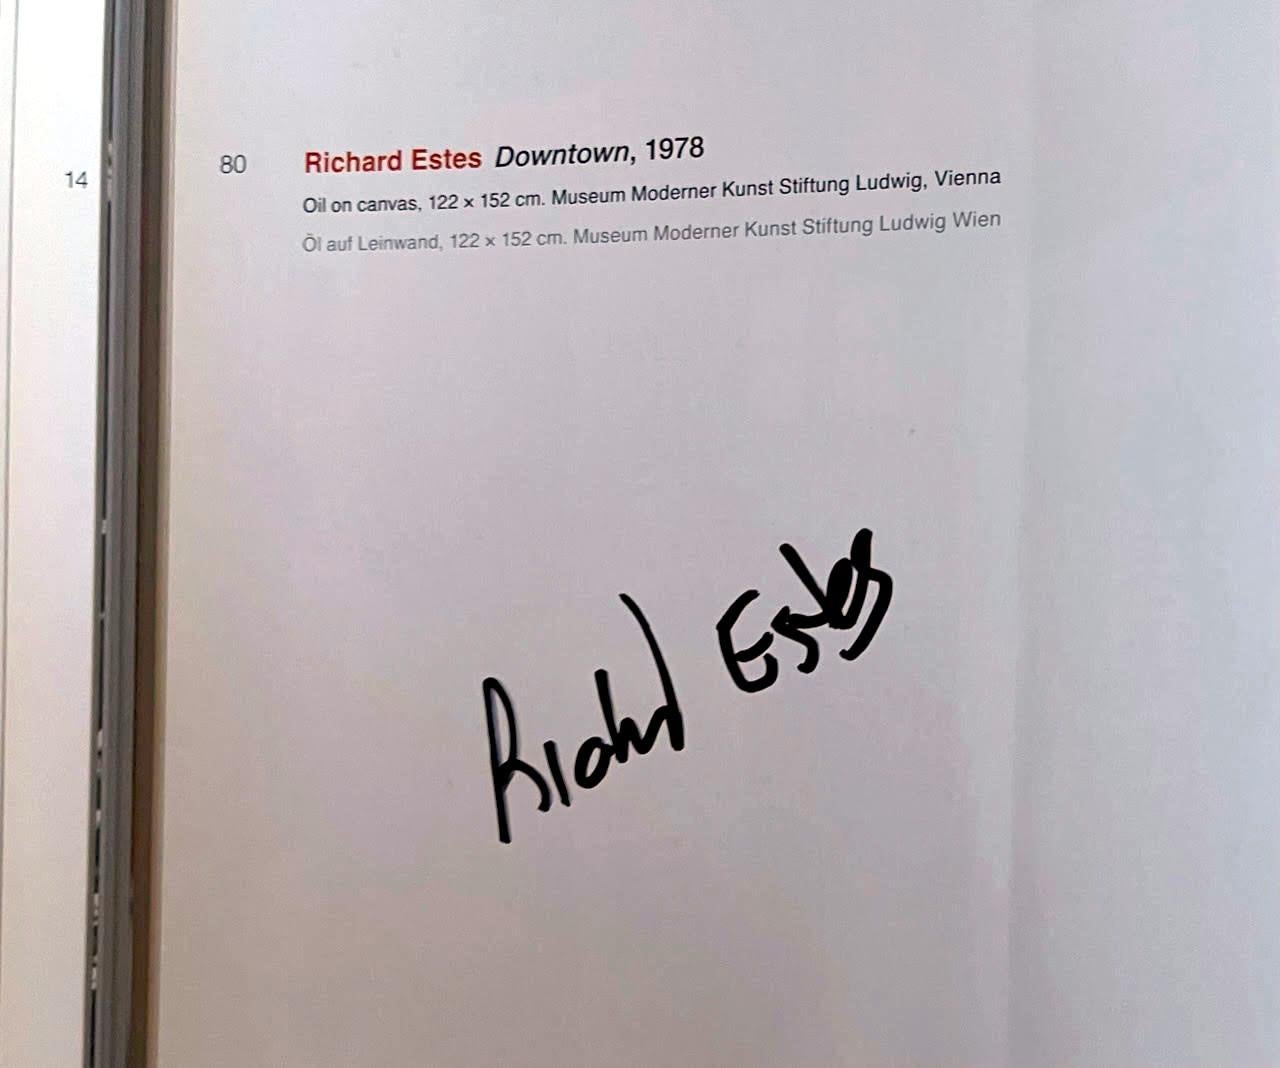 14
80 Richard Estes Downtown, 1978
Oil on canvas, 122 × 152 cm. Museum Moderner Kunst Stiftung Ludwig, Vienna
Öl auf Leinwand, 122 × 152 cm. Museum Moderner Kunst Stiftung Ludwig Wien
Richard Estes